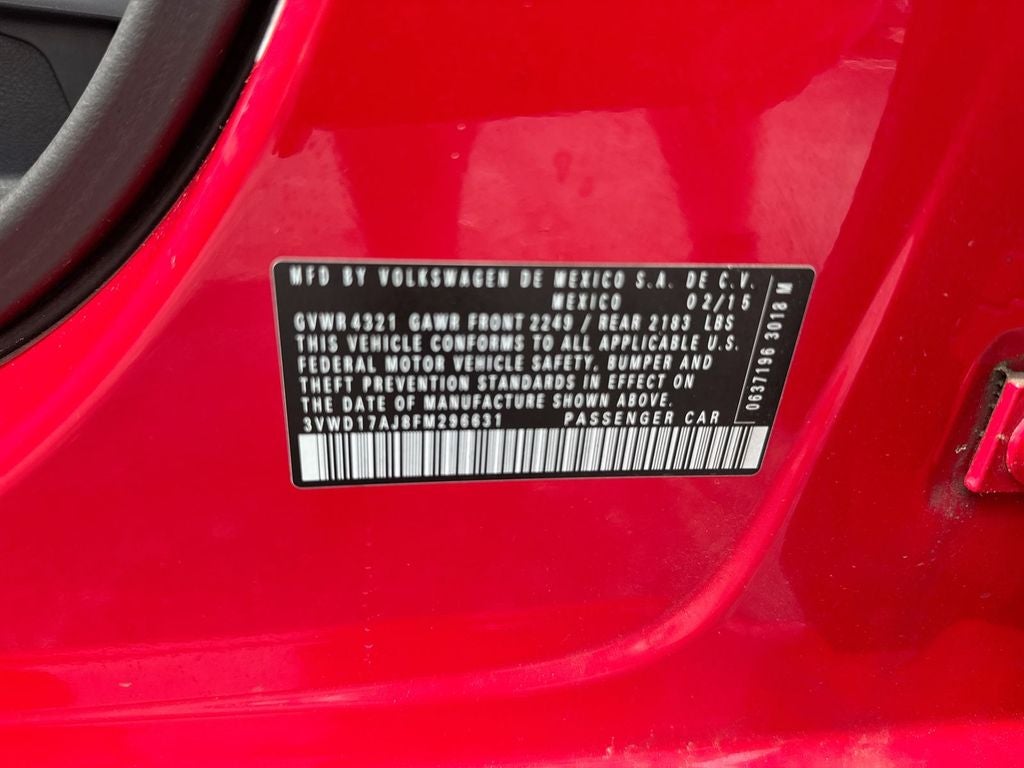 MFD BY VOLKSWAGEN DE MEXICO S.A. DE C.V.
MEXICO 02/15
GVWR 4321 GAWR FRONT 2249 / REAR 2183 LBS
THIS VEHICLE CONFORMS TO ALL APPLICABLE U.S.
FEDERAL MOTOR VEHICLE SAFETY, BUMPER AND
THEFT PREVENTION STANDARDS IN EFFECT ON
THE DATE OF MANUFACTURE SHOWN ABOVE.
3VWD17AJ8FM296631 PASSENGER CAR
0637196 3018 M